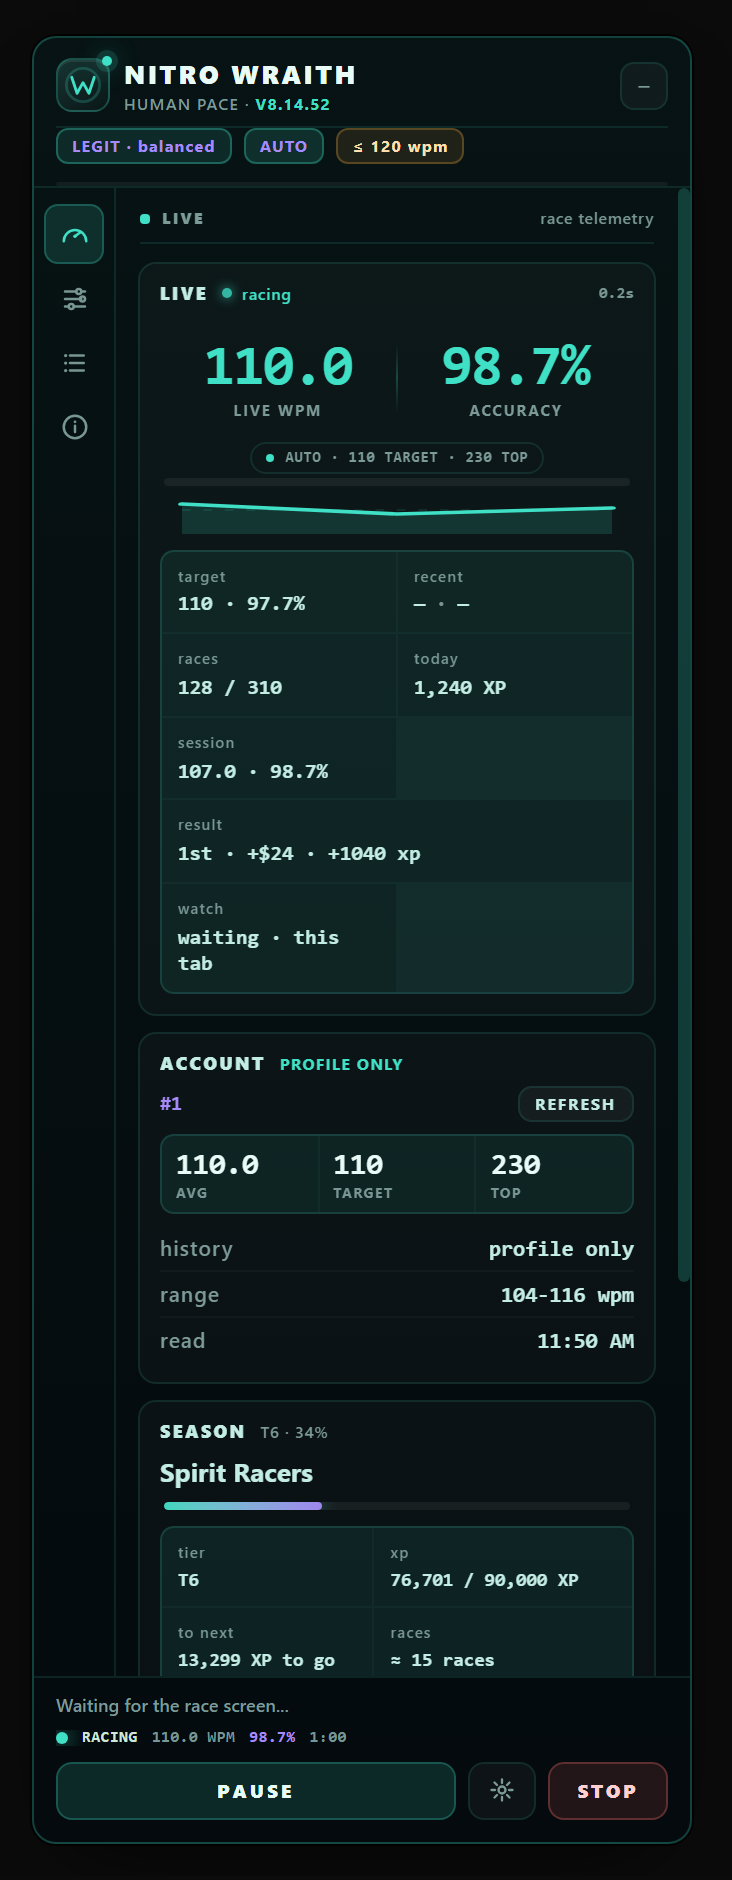 NITRO WRAITH
HUMAN PACE · V8.14.52
–
LEGIT · balanced AUTO ≤ 120 wpm
LIVE race telemetry
LIVE racing 0.2s
110.0 98.7%
LIVE WPM ACCURACY
AUTO · 110 TARGET · 230 TOP
target recent
110 · 97.7% — · —
races today
128 / 310 1,240 XP
session
107.0 · 98.7%
result
1st · +$24 · +1040 xp
watch
waiting · this
tab
ACCOUNT PROFILE ONLY
#1 REFRESH
110.0 110 230
AVG TARGET TOP
history profile only
range 104-116 wpm
read 11:50 AM
SEASON T6 · 34%
Spirit Racers
tier xp
T6 76,701 / 90,000 XP
to next races
13,299 XP to go ≈ 15 races
Waiting for the race screen…
RACING 110.0 WPM 98.7% 1:00
PAUSE STOP